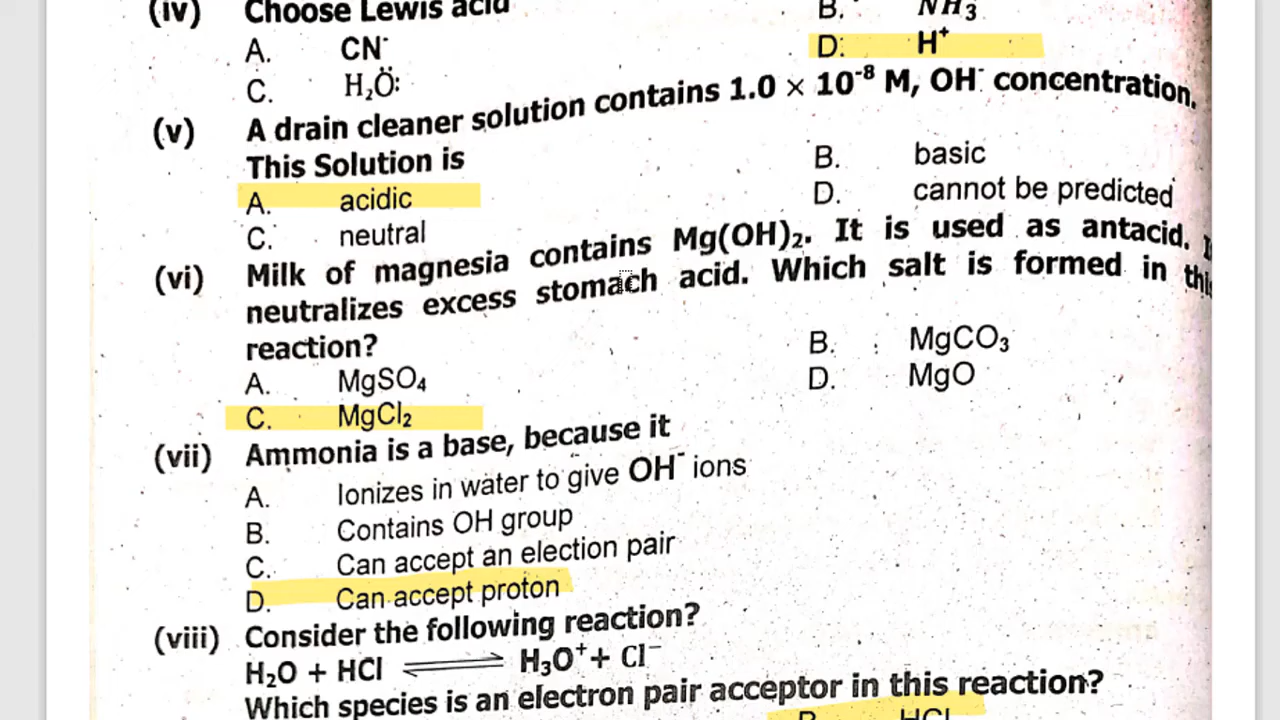 (iv) Choose Lewis acid
B. NH₃
A. CN⁻ D. H⁺
C. H₂Ö:
(v) A drain cleaner solution contains 1.0 × 10⁻⁸ M, OH⁻ concentration.
This Solution is
B. basic
A. acidic D. cannot be predicted
C. neutral
(vi) Milk of magnesia contains Mg(OH)₂. It is used as antacid.
neutralizes excess stomach acid. Which salt is formed in this
reaction?
B. MgCO₃
A. MgSO₄ D. MgO
C. MgCl₂
(vii) Ammonia is a base, because it
A. Ionizes in water to give OH⁻ ions
B. Contains OH group
C. Can accept an election pair
D. Can accept proton
(viii) Consider the following reaction?
H₂O + HCl ⇌ H₃O⁺ + Cl⁻
Which species is an electron pair acceptor in this reaction?
B. HCl